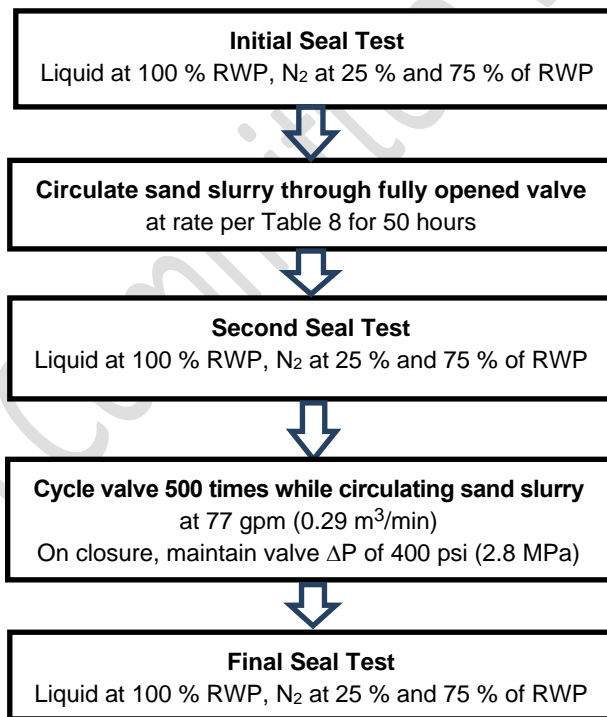 Initial Seal Test
Liquid at 100 % RWP, N2 at 25 % and 75 % of RWP
Circulate sand slurry through fully opened valve
at rate per Table 8 for 50 hours
Second Seal Test
Liquid at 100 % RWP, N2 at 25 % and 75 % of RWP
Cycle valve 500 times while circulating sand slurry
at 77 gpm (0.29 m3/min)
On closure, maintain valve ∆P of 400 psi (2.8 MPa)
Final Seal Test
Liquid at 100 % RWP, N2 at 25 % and 75 % of RWP